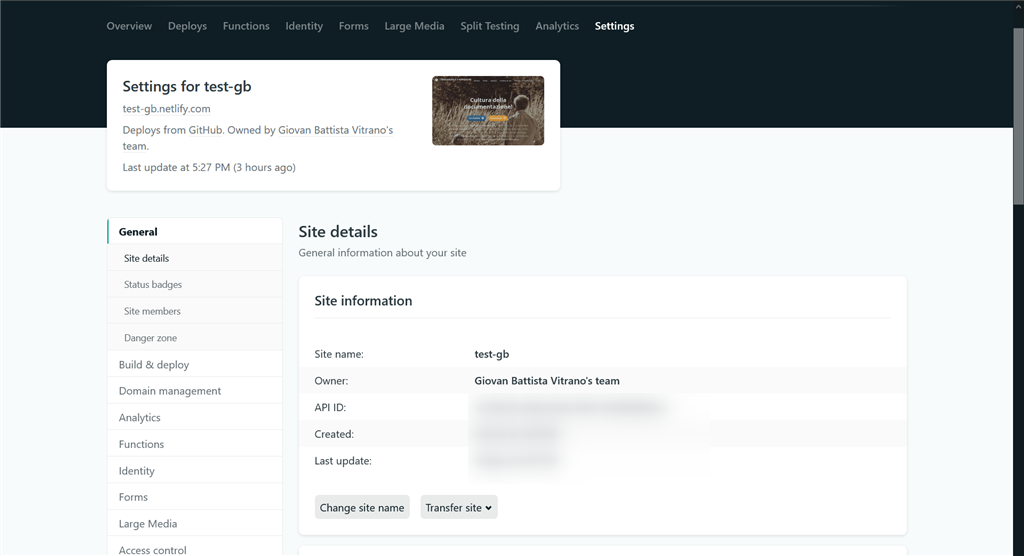 Overview Deploys Functions Identity Forms Large Media Split Testing Analytics Settings
Settings for test-gb
test-gb.netlify.com
Deploys from GitHub. Owned by Giovan Battista Vitrano's
team.
Last update at 5:27 PM (3 hours ago)
Cultura della
documentazione!
General
Site details
Status badges
Site members
Danger zone
Build & deploy
Domain management
Analytics
Functions
Identity
Forms
Large Media
Access control
Site details
General information about your site
Site information
Site name: test-gb
Owner: Giovan Battista Vitrano's team
API ID:
Created:
Last update:
Change site name Transfer site